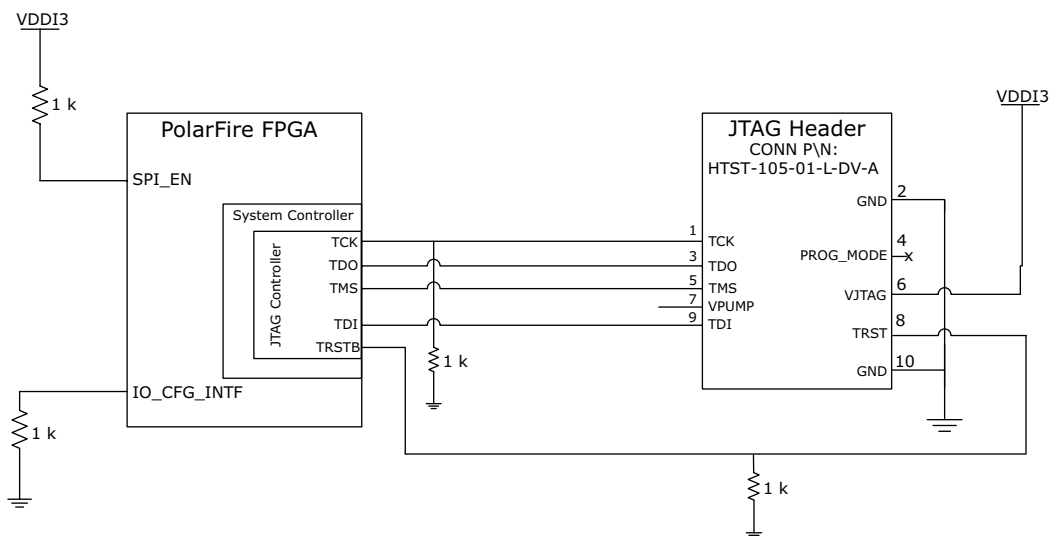 VDDI3
1 k
PolarFire FPGA
SPI_EN
System Controller
JTAG Controller
TCK
TDO
TMS
TDI
TRSTB
IO_CFG_INTF
1 k
1 k
1 k
JTAG Header
CONN P\N:
HTST-105-01-L-DV-A
1
TCK
3
TDO
5
TMS
7
VPUMP
9
TDI
GND
2
PROG_MODE
4
x
VJTAG
6
TRST
8
GND
10
VDDI3